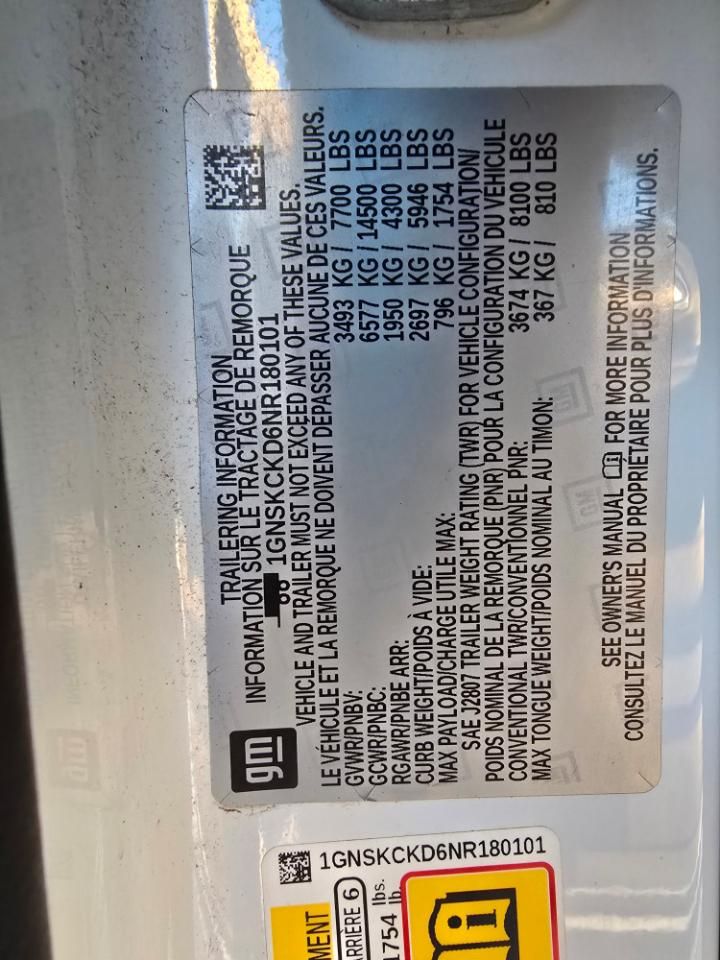 gm
TRAILERING INFORMATION
INFORMATION SUR LE TRACTAGE DE REMORQUE
1GNSKCKD6NR180101
VEHICLE AND TRAILER MUST NOT EXCEED ANY OF THESE VALUES.
LE VÉHICULE ET LA REMORQUE NE DOIVENT DÉPASSER AUCUNE DE CES VALEURS.
GVWR/PNBV: 3493 KG / 7700 LBS
GCWR/PNBC: 6577 KG / 14500 LBS
RGAWR/PNBE ARR: 1950 KG / 4300 LBS
CURB WEIGHT/POIDS À VIDE: 2697 KG / 5946 LBS
MAX PAYLOAD/CHARGE UTILE MAX: 796 KG / 1754 LBS
SAE J2807 TRAILER WEIGHT RATING (TWR) FOR VEHICLE CONFIGURATION/
POIDS NOMINAL DE LA REMORQUE (PNR) POUR LA CONFIGURATION DU VÉHICULE
CONVENTIONAL TWR/CONVENTIONNEL PNR: 3674 KG / 8100 LBS
MAX TONGUE WEIGHT/POIDS NOMINAL AU TIMON: 367 KG / 810 LBS
SEE OWNER'S MANUAL FOR MORE INFORMATION
CONSULTEZ LE MANUEL DU PROPRIÉTAIRE POUR PLUS D'INFORMATIONS.
MENT
1GNSKCKD6NR180101
ARRIÈRE 6
1754 lbs.